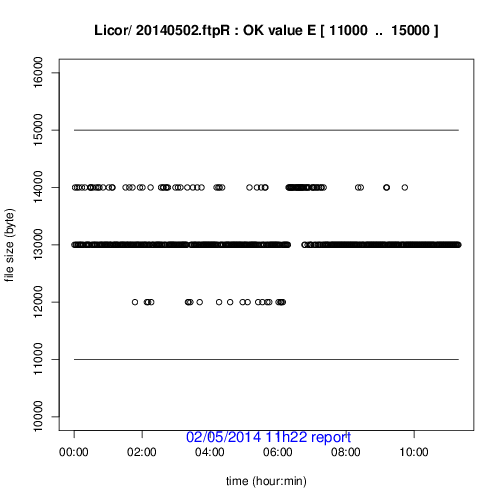 Licor/ 20140502.ftpR : OK value E [ 11000 .. 15000 ]
file size (byte)
16000
15000
14000
13000
12000
11000
10000
02/05/2014 11h22 report
00:00 02:00 04:00 06:00 08:00 10:00
time (hour:min)